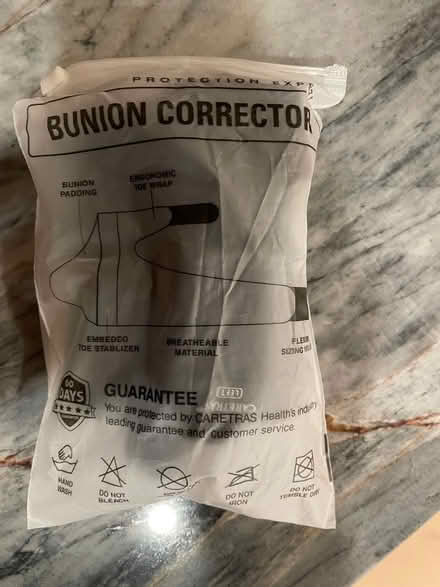 PROTECTION EXP
BUNION CORRECTOR
BUNION
PADDING
ERGONOMIC
TOE WRAP
EMBEDDED
TOE STABLIZER
BREATHEABLE
MATERIAL
SIZING
60
DAYS
GUARANTEE
LEFT
CARETRAS
You are protected by CARETRAS Health's industry
leading guarantee and customer service.
HAND
WASH
DO NOT
BLEACH
DO NOT
IRON
DO NOT
TUMBLE DRY